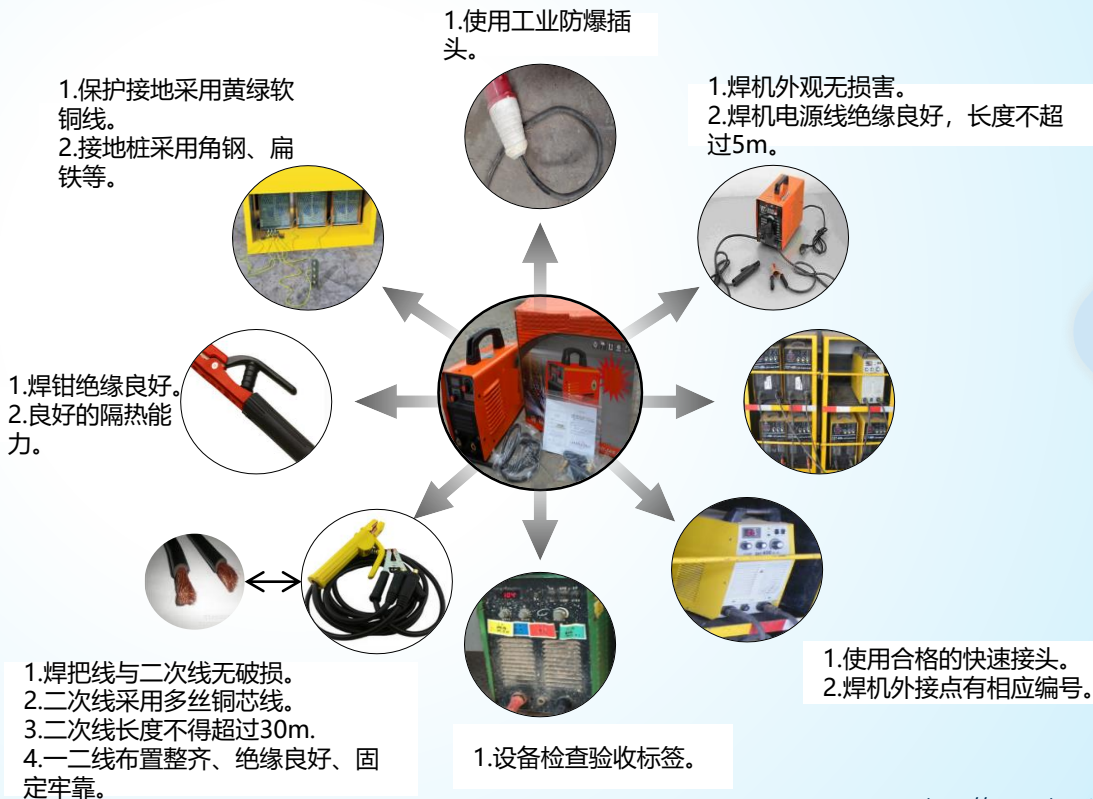 1.使用工业防爆插
头。
1.保护接地采用黄绿软
铜线。
2.接地桩采用角钢、扁
铁等。
1.焊机外观无损害。
2.焊机电源线绝缘良好，长度不超
过5m。
1.焊钳绝缘良好。
2.良好的隔热能
力。
1.焊把线与二次线无破损。
2.二次线采用多丝铜芯线。
3.二次线长度不得超过30m.
4.一二线布置整齐、绝缘良好、固
定牢靠。
1.设备检查验收标签。
1.使用合格的快速接头。
2.焊机外接点有相应编号。